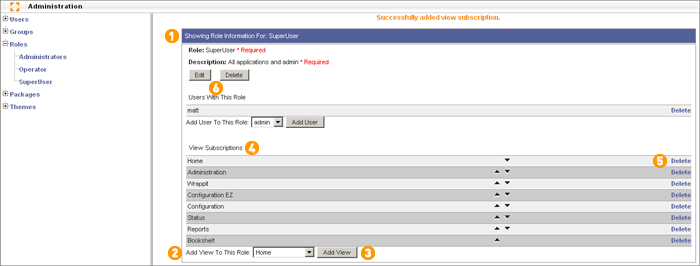 Administration
Users
Groups
Roles
Administrators
Operator
SuperUser
Packages
Themes
Successfully added view subscription.
1 Showing Role Information For: SuperUser
Role: SuperUser * Required
Description: All applications and admin * Required
Edit Delete
6
Users With This Role
matt Delete
Add User To This Role: admin Add User
View Subscriptions 4
Home 5 Delete
Administration Delete
Wrappit Delete
Configuration EZ Delete
Configuration Delete
Status Delete
Reports Delete
Bookshelf Delete
2 Add View To This Role: Home Add View 3